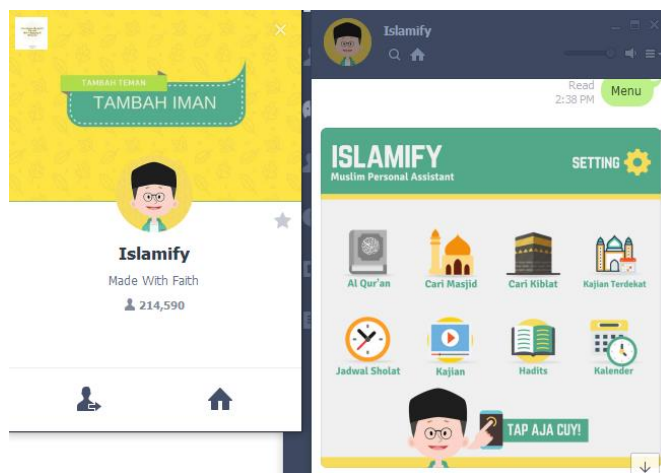 TAMBAH TEMAN
TAMBAH IMAN
Islamify
Made With Faith
214,590
Islamify
Read
2:38 PM
Menu
ISLAMIFY
Muslim Personal Assistant
SETTING
Al Qur'an
Cari Masjid
Cari Kiblat
Kajian Terdekat
Jadwal Sholat
Kajian
Hadits
Kalender
TAP AJA CUY!